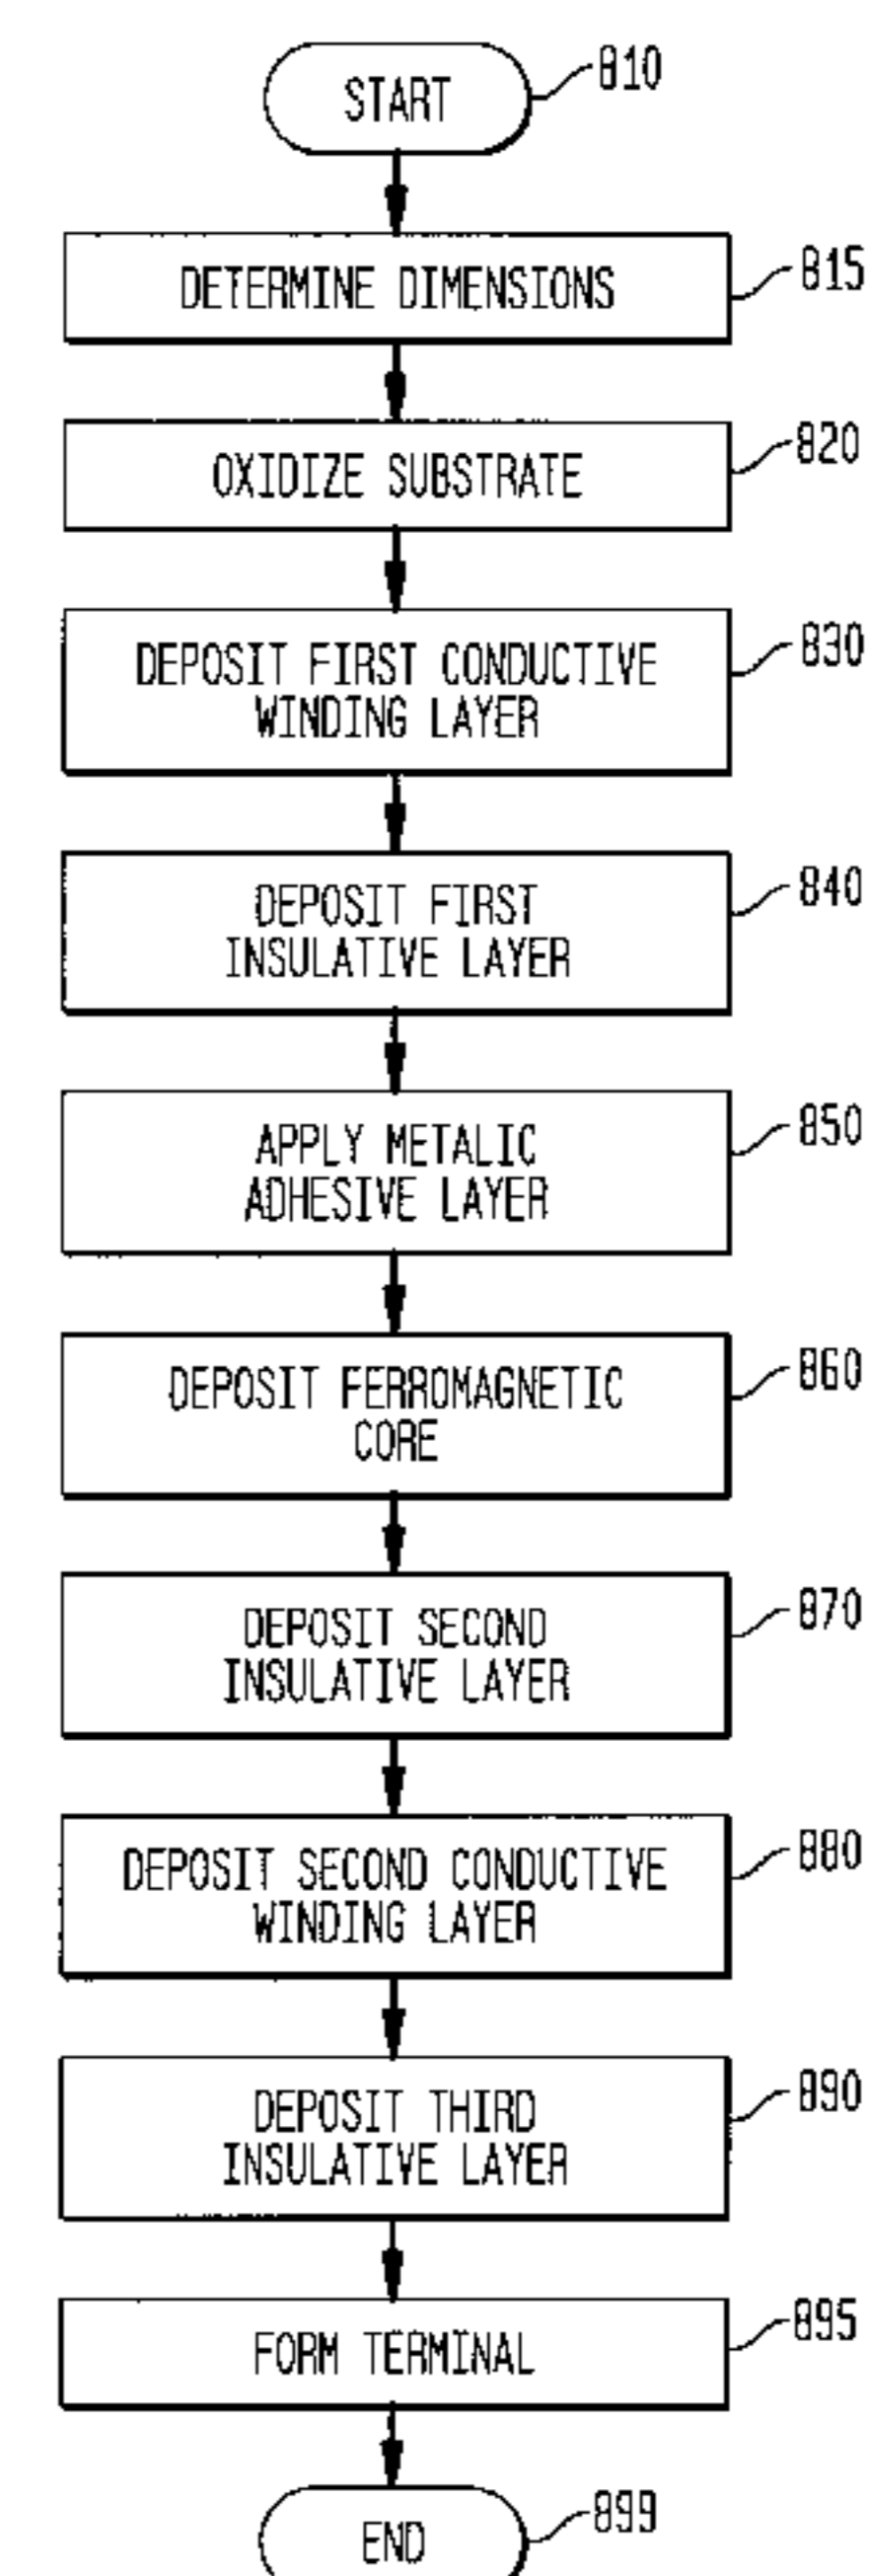 START 810
DETERMINE DIMENSIONS 815
OXIDIZE SUBSTRATE 820
DEPOSIT FIRST CONDUCTIVE 830
WINDING LAYER
DEPOSIT FIRST 840
INSULATIVE LAYER
APPLY METALIC 850
ADHESIVE LAYER
DEPOSIT FERROMAGNETIC 860
CORE
DEPOSIT SECOND 870
INSULATIVE LAYER
DEPOSIT SECOND CONDUCTIVE 880
WINDING LAYER
DEPOSIT THIRD 890
INSULATIVE LAYER
FORM TERMINAL 895
END 899